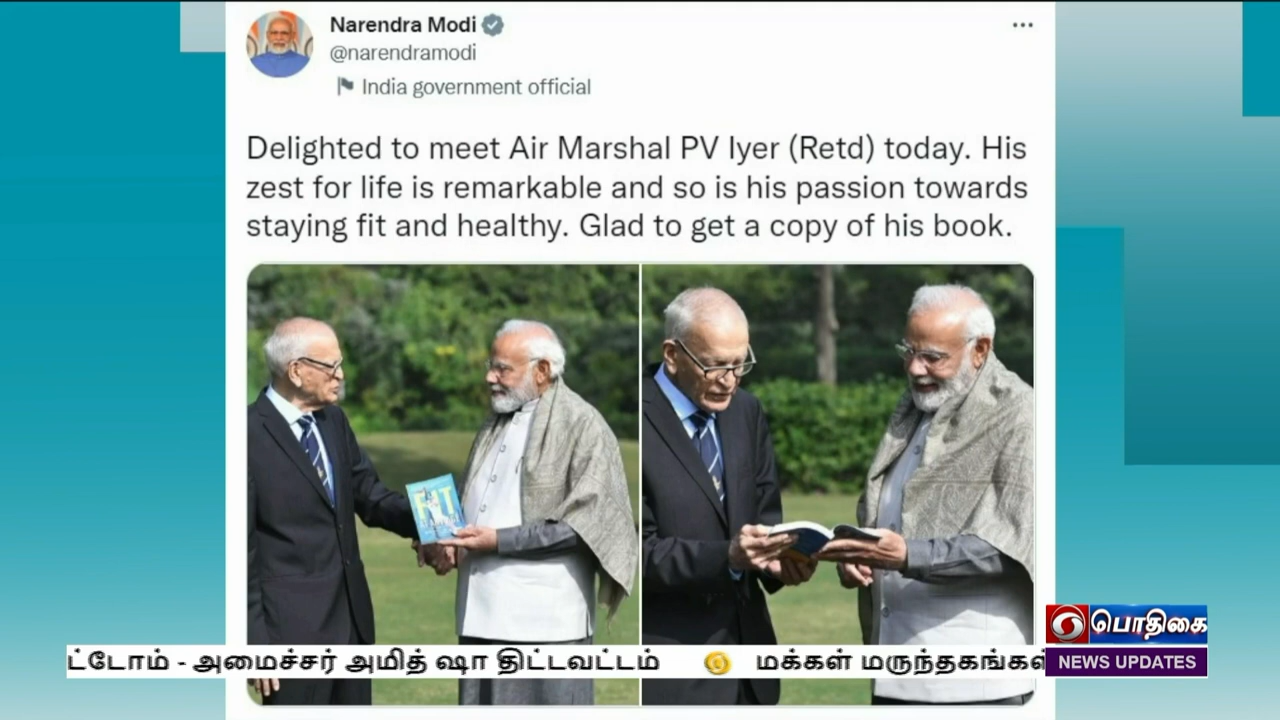 Narendra Modi
@narendramodi
India government official
Delighted to meet Air Marshal PV Iyer (Retd) today. His
zest for life is remarkable and so is his passion towards
staying fit and healthy. Glad to get a copy of his book.
FIT
பொதிகை
ட்டோம் - அமைச்சர் அமித் ஷா திட்டவட்டம் மக்கள் மருந்தகங்கள்
NEWS UPDATES